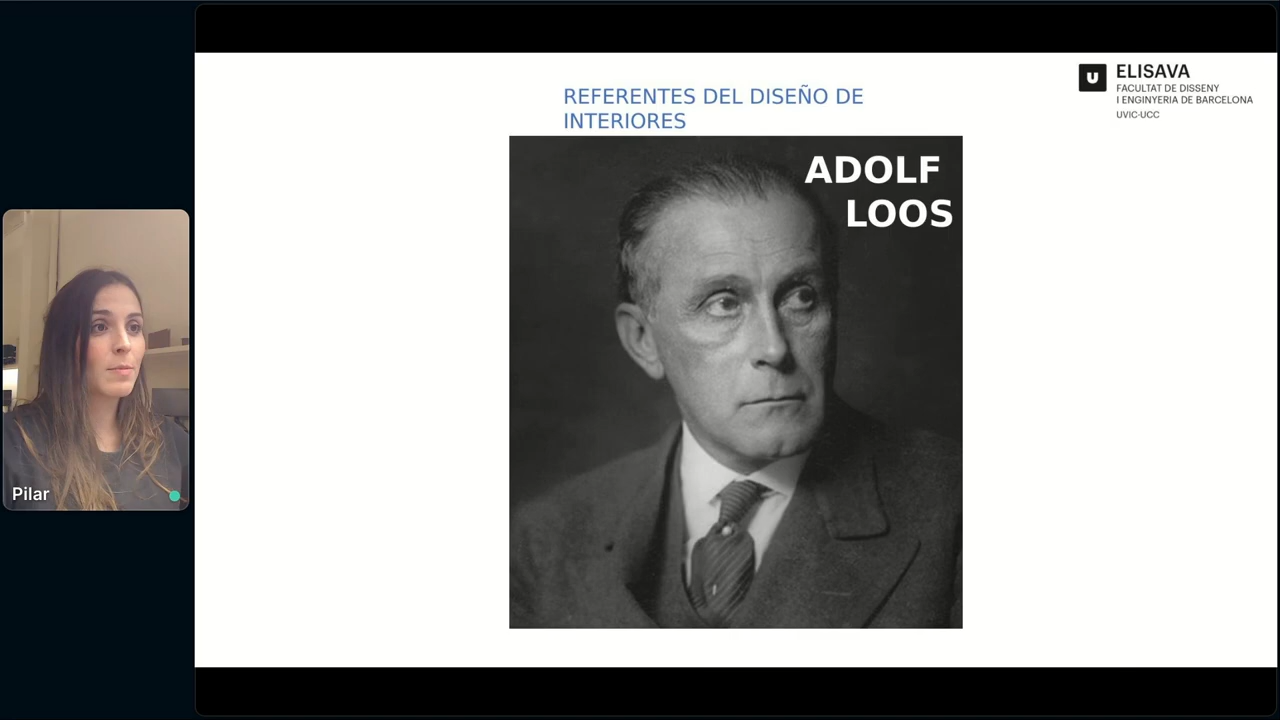 REFERENTES DEL DISEÑO DE
INTERIORES
ELISAVA
FACULTAT DE DISSENY
I ENGINYERIA DE BARCELONA
UVIC·UCC
ADOLF
LOOS
Pilar